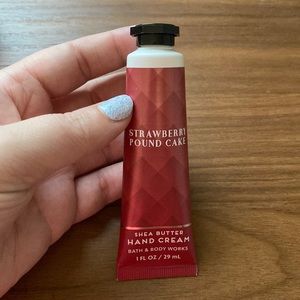 STRAWBERRY
POUND CAKE
SHEA BUTTER
HAND CREAM
BATH & BODY WORKS
1 FL OZ / 29 mL